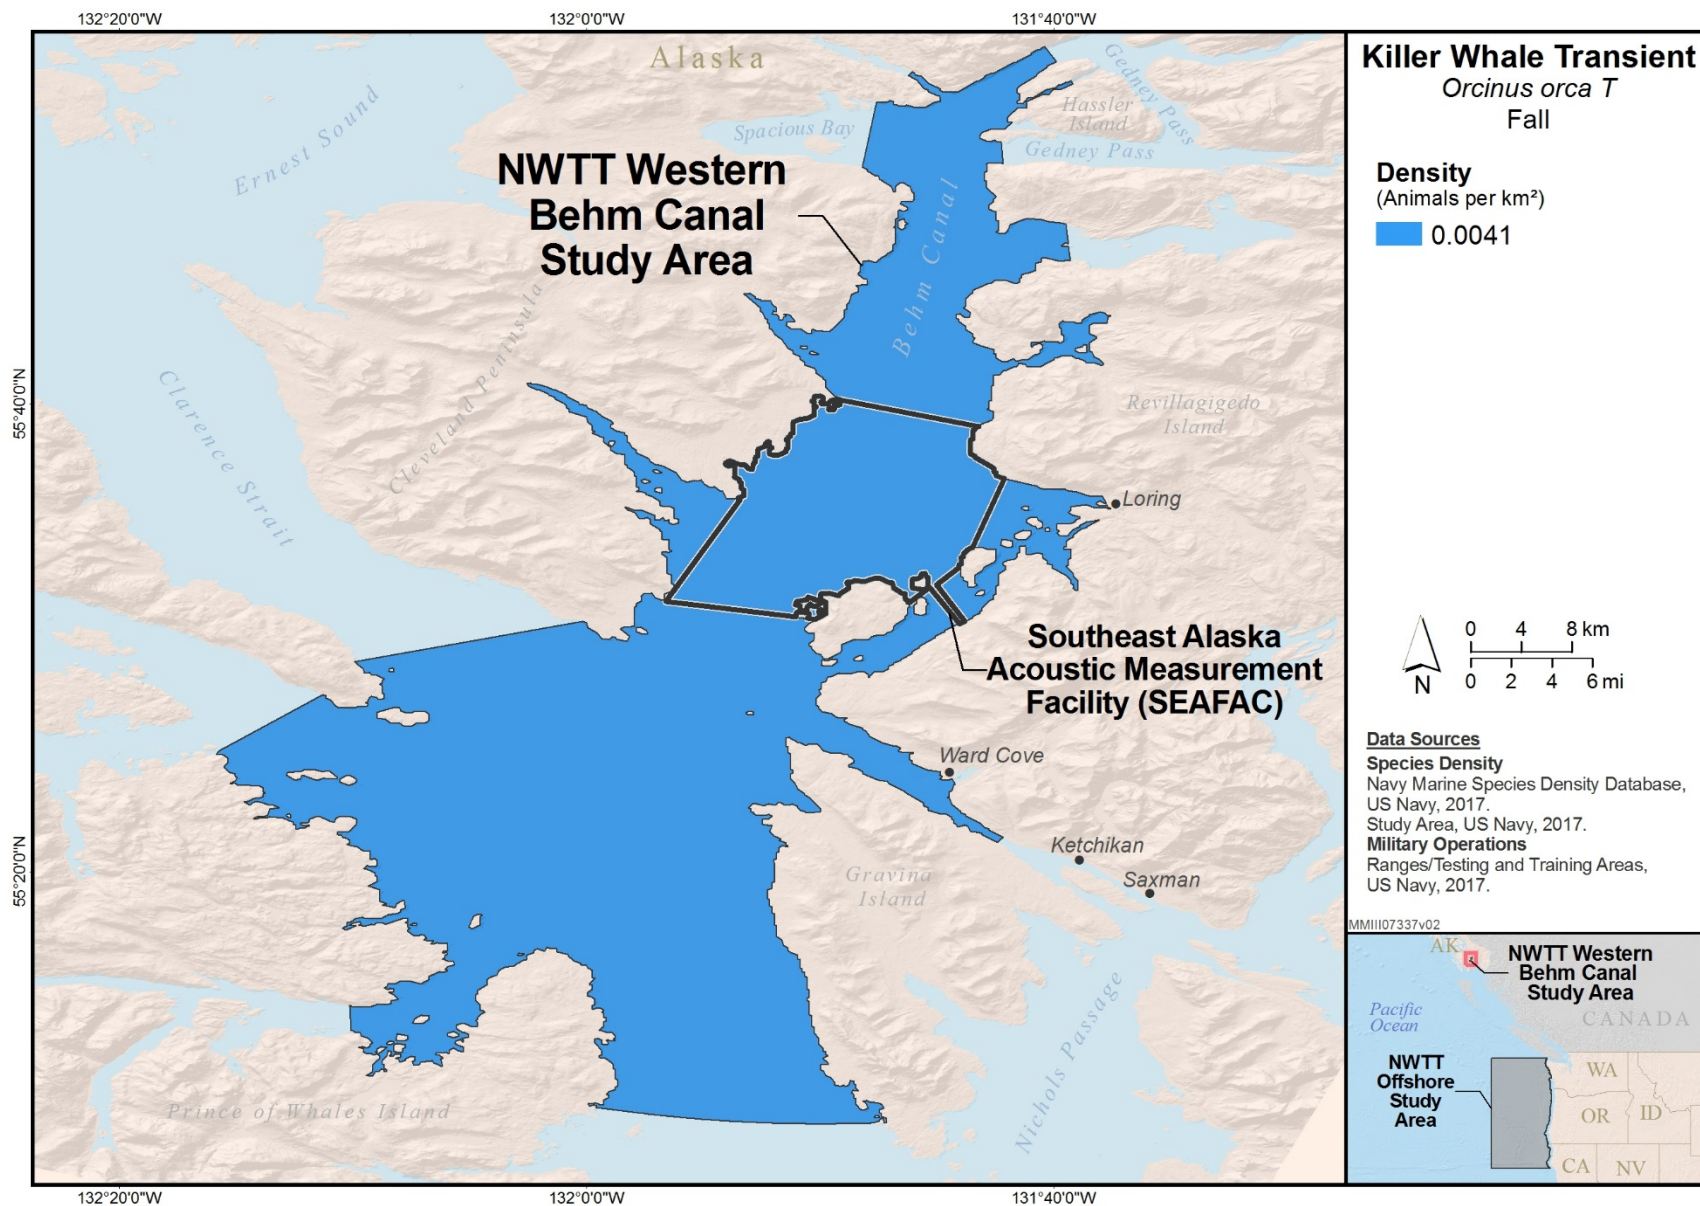 132°20'0"W
132°0'0"W
131°40'0"W
Alaska
Ernest Sound
Spacious Bay
Hassler
Island
Gedney Pass
Gedney Pass
NWTT Western
Behm Canal
Study Area
Behm Canal
Cleveland Peninsula
Clarence Strait
55°40'0"N
Revillagigedo
Island
Loring
Southeast Alaska
Acoustic Measurement
Facility (SEAFAC)
Ward Cove
Ketchikan
Saxman
55°20'0"N
Gravina
Island
Nichols Passage
Prince of Whales Island
132°20'0"W
132°0'0"W
131°40'0"W
Killer Whale Transient
Orcinus orca T
Fall
Density
(Animals per km²)
0.0041
N
0 4 8 km
0 2 4 6 mi
Data Sources
Species Density
Navy Marine Species Density Database,
US Navy, 2017.
Study Area, US Navy, 2017.
Military Operations
Ranges/Testing and Training Areas,
US Navy, 2017.
MMIII07337v02
AK
NWTT Western
Behm Canal
Study Area
Pacific
Ocean
CANADA
NWTT
Offshore
Study
Area
WA
OR
ID
CA
NV